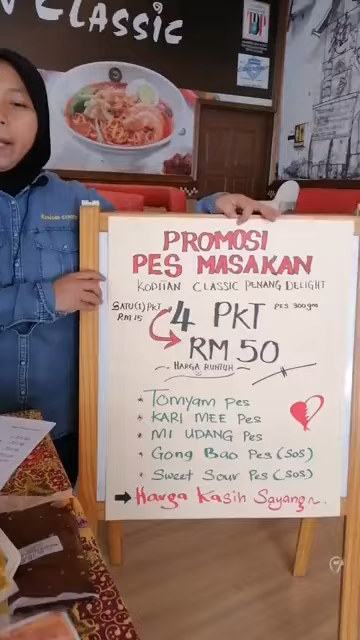 CLASSIC
PROMOSI
PES MASAKAN
KOPITIAN CLASSIC PENANG DELIGHT
SATU(1) PKT
RM 15
4 PKT
PES 300gm
RM 50
~ HARGA RUNTUH ~
* TOMYAM PES
* KARI MEE PES
* MI UDANG PES
* GONG BAO PES (SOS)
* SWEET SOUR PES (SOS)
➡ HARGA KASIH SAYANG~.